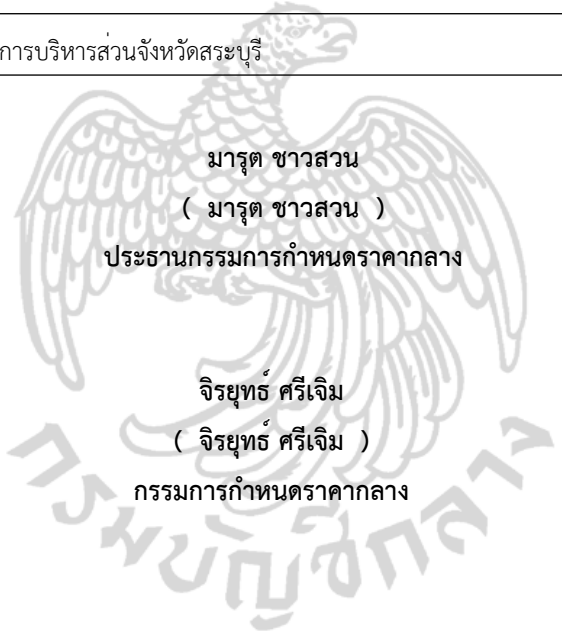 การบริหารส่วนจังหวัดสระบุรี
มารุต ชาวสวน
( มารุต ชาวสวน )
ประธานกรรมการกำหนดราคากลาง
จิรยุทธ์ ศรีเจิม
( จิรยุทธ์ ศรีเจิม )
กรรมการกำหนดราคากลาง
กรมบัญชีกลาง